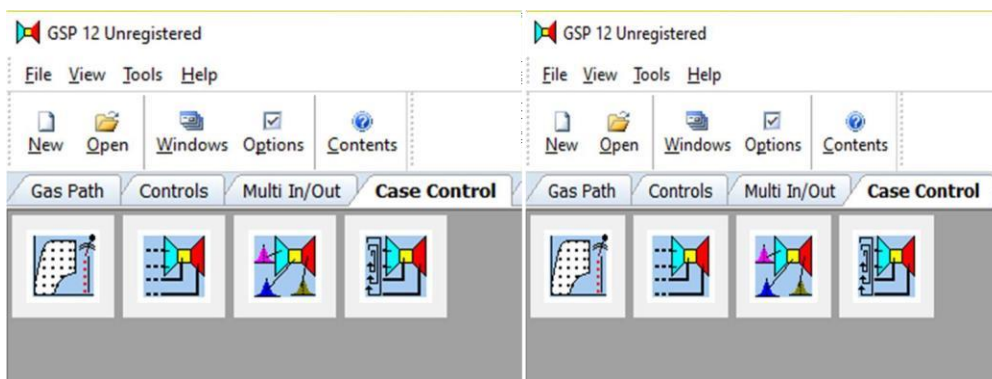 GSP 12 Unregistered
File View Tools Help
New Open Windows Options Contents
Gas Path Controls Multi In/Out Case Control
GSP 12 Unregistered
File View Tools Help
New Open Windows Options Contents
Gas Path Controls Multi In/Out Case Control